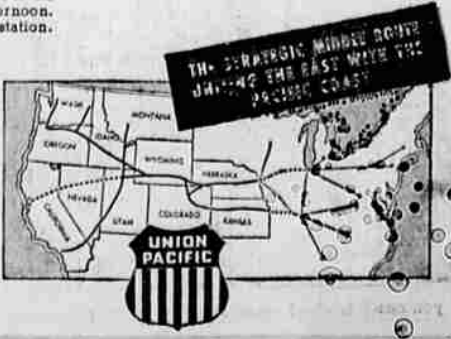 ernoon.
station.
THE STRATEGIC MIDDLE ROUTE
UNITING THE EAST WITH THE
PACIFIC COAST
WASH.
MONTANA
OREGON
IDAHO
WYOMING
NEBRASKA
NEVADA
CALIFORNIA
UTAH
COLORADO
KANSAS
UNION
PACIFIC